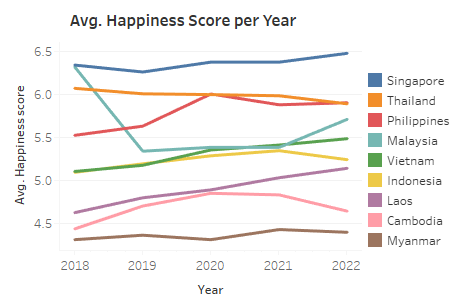 Avg. Happiness Score per Year
6.5
6.0
5.5
5.0
4.5
Avg. Happiness score
2018 2019 2020 2021 2022
Year
Singapore
Thailand
Philippines
Malaysia
Vietnam
Indonesia
Laos
Cambodia
Myanmar